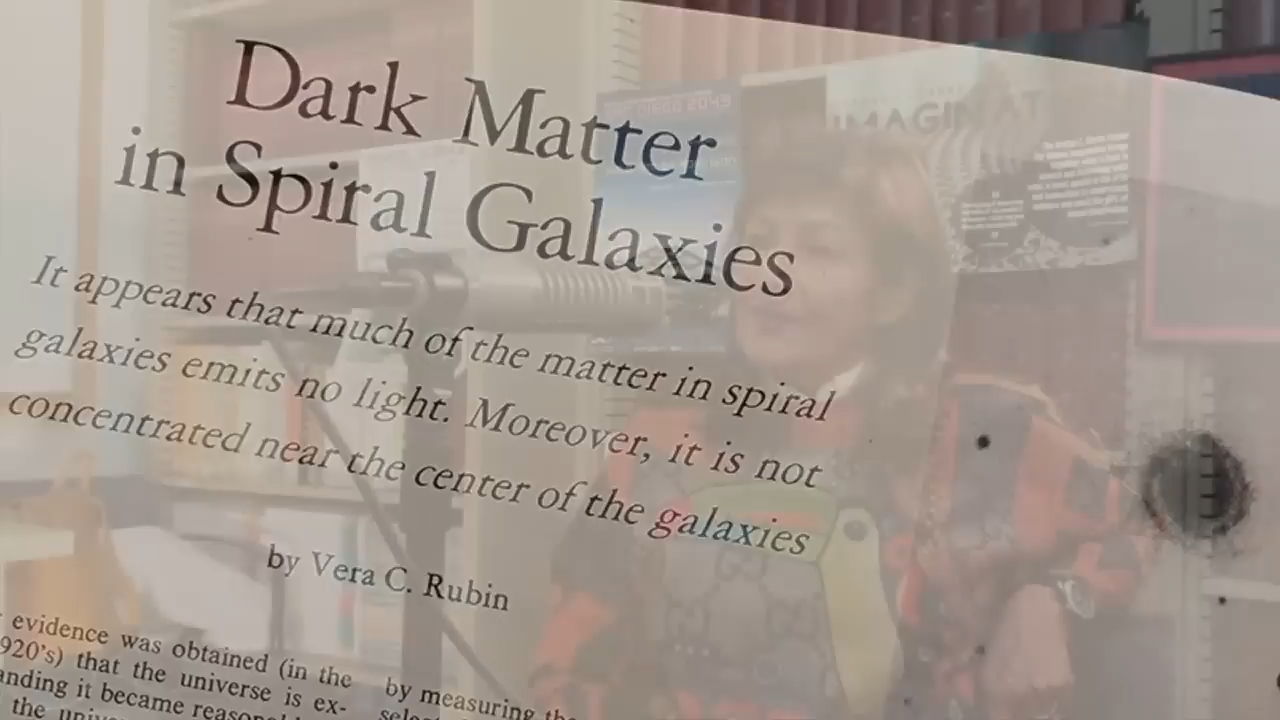 Dark Matter
in Spiral Galaxies
It appears that much of the matter in spiral
galaxies emits no light. Moreover, it is not
concentrated near the center of the galaxies
by Vera C. Rubin
evidence was obtained (in the
920's) that the universe is ex-
anding it became
the
by measuring
IMAGIN